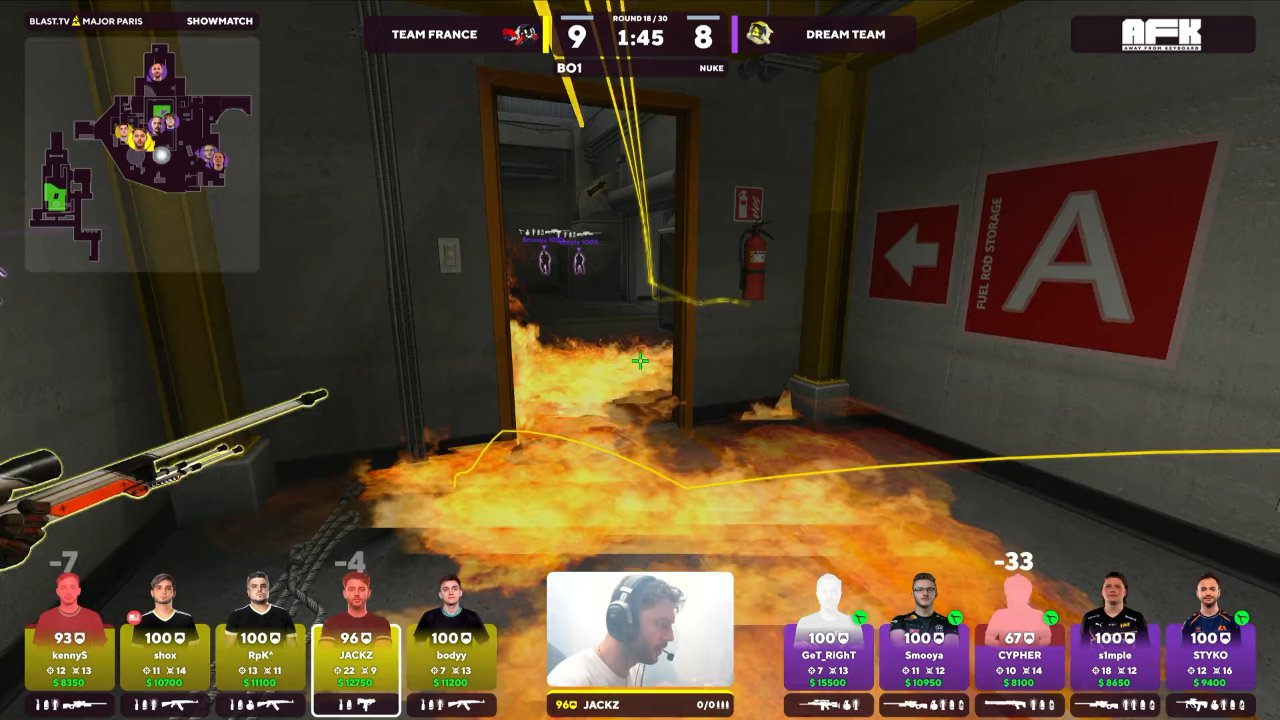 BLAST.TV MAJOR PARIS SHOWMATCH
TEAM FRANCE 9 ROUND 18 / 30 1:45 8 DREAM TEAM
BO1 NUKE
AFK
AWAY FROM KEYBOARD
A
FUEL ROD STORAGE
-7 -4 -33
93 100 100 96 100 100 100 67 100 100
kennyS shox RpK^ JACKZ bodyy GeT_RiGhT Smooya CYPHER s1mple STYKO
12 13 11 14 13 11 22 9 7 13 7 13 11 12 10 14 18 12 12 16
$8350 $10700 $11100 $12750 $11200 $15500 $10950 $8100 $8650 $9400
96 JACKZ 0/0